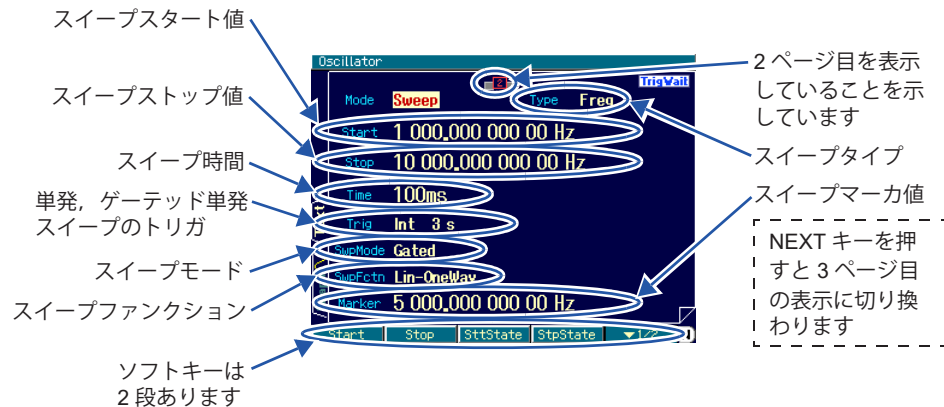 スイープスタート値
スイープストップ値
スイープ時間
単発，ゲーテッド単発
スイープのトリガ
スイープモード
スイープファンクション
ソフトキーは
2 段あります
Oscillator
2
TrigWait
Mode Sweep Type Freq
Start 1 000.000 000 00 Hz
Stop 10 000.000 000 00 Hz
Time 100ms
Trig Int 3 s
SwpMode Gated
SwpFctn Lin-OneWay
Marker 5 000.000 000 00 Hz
Start Stop SttState StpState ▼1/2
2 ページ目を表示
していることを示
しています
スイープタイプ
スイープマーカ値
NEXT キーを押
すと 3 ページ目
の表示に切り換
わります